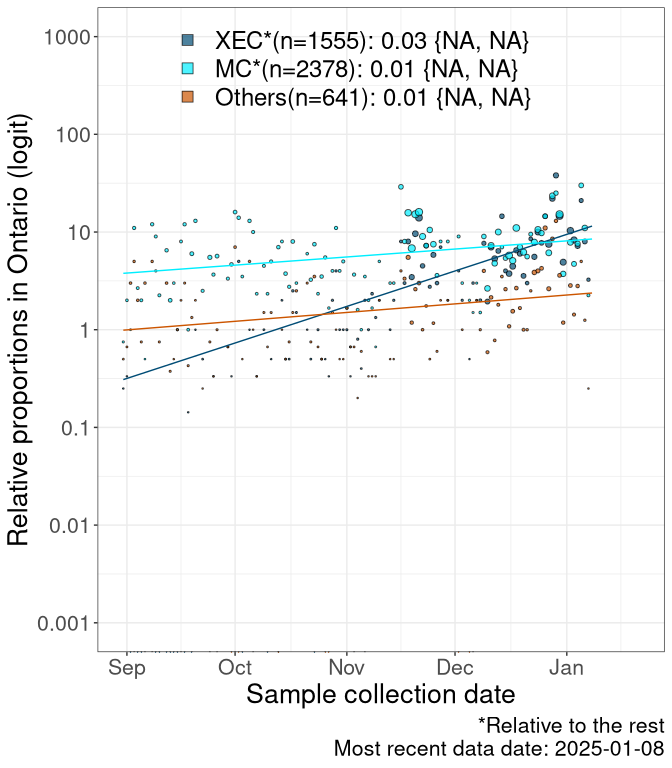 XEC*(n=1555): 0.03 {NA, NA}
MC*(n=2378): 0.01 {NA, NA}
Others(n=641): 0.01 {NA, NA}
Relative proportions in Ontario (logit)
1000
100
10
1
0.1
0.01
0.001
Sep Oct Nov Dec Jan
Sample collection date
*Relative to the rest
Most recent data date: 2025-01-08